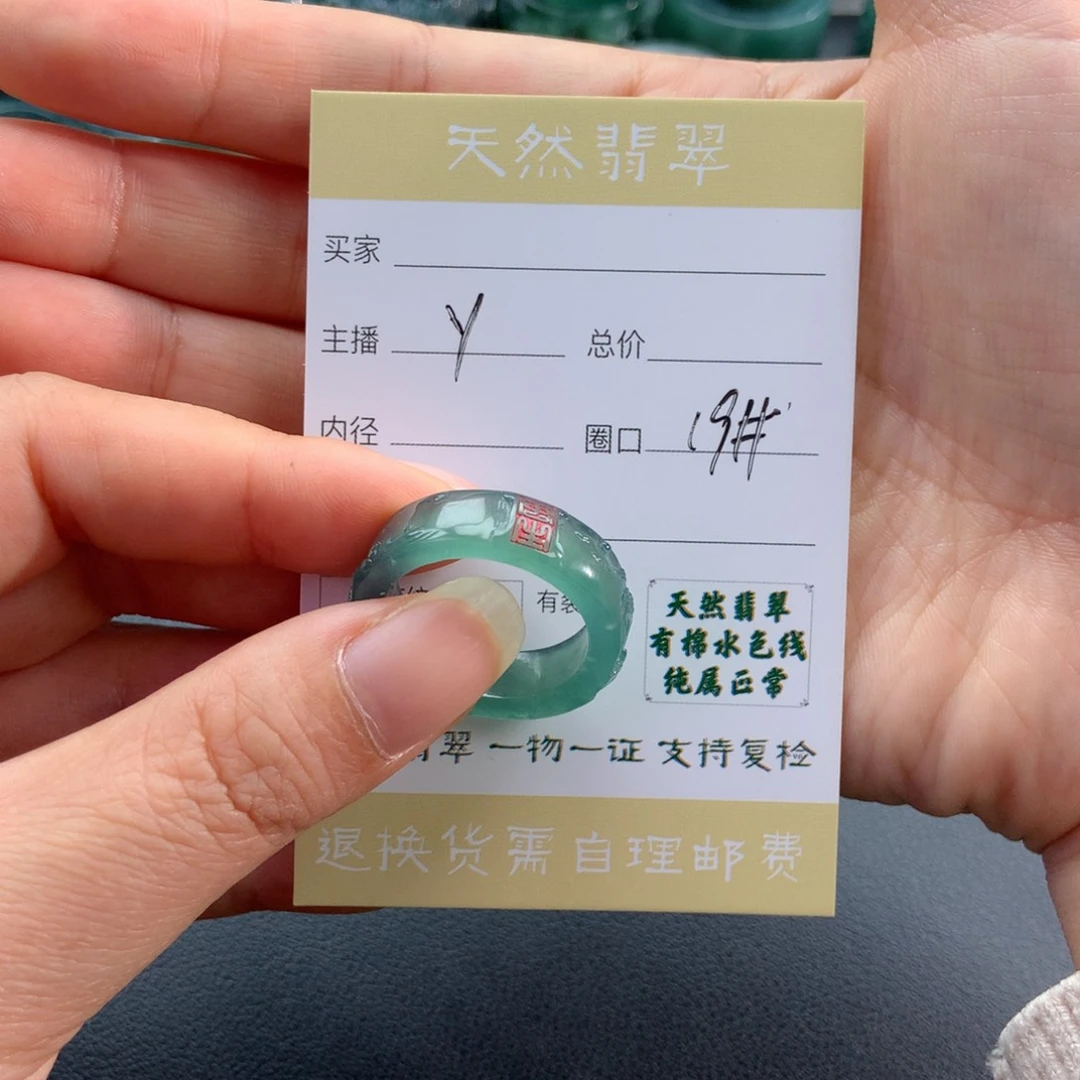 天然翡翠
买家
主播 Y 总价
内径 圈口 19#
有
天然翡翠
有棉水色线
纯属正常
翠 一物一证 支持复检
退换货需自理邮费